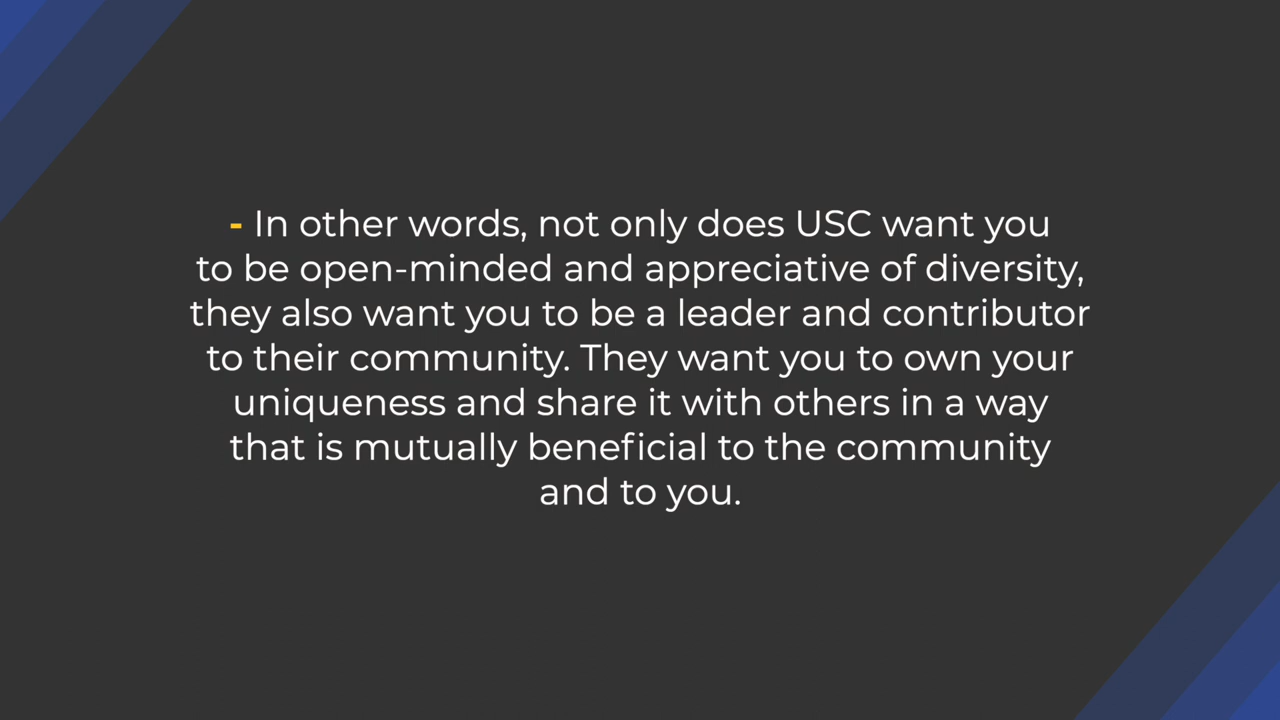 - In other words, not only does USC want you
to be open-minded and appreciative of diversity,
they also want you to be a leader and contributor
to their community. They want you to own your
uniqueness and share it with others in a way
that is mutually beneficial to the community
and to you.